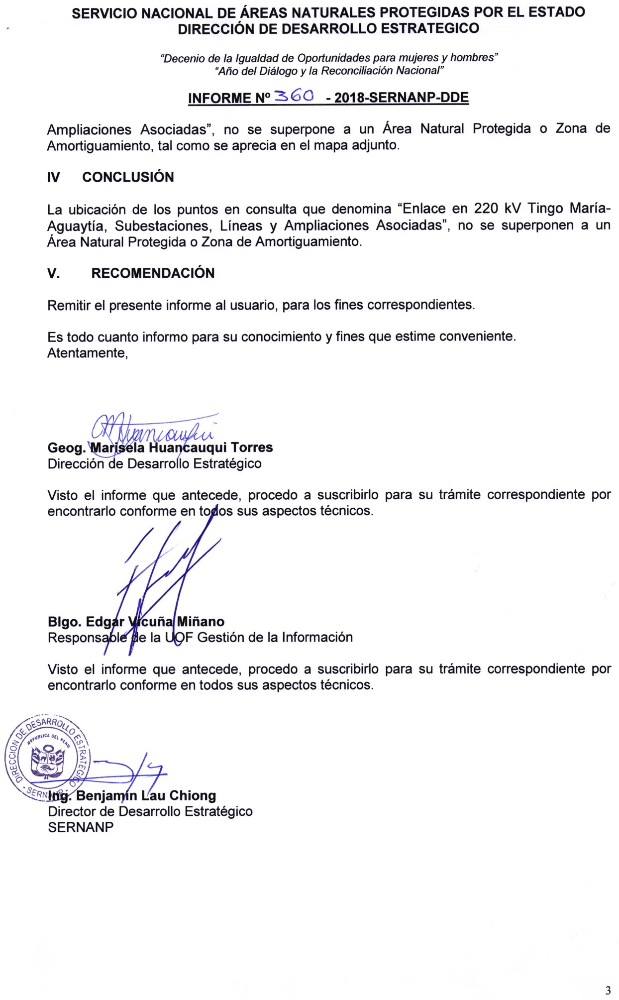 SERVICIO NACIONAL DE ÁREAS NATURALES PROTEGIDAS POR EL ESTADO
DIRECCIÓN DE DESARROLLO ESTRATEGICO
“Decenio de la Igualdad de Oportunidades para mujeres y hombres”
“Año del Diálogo y la Reconciliación Nacional”
INFORME Nº 360 - 2018-SERNANP-DDE
Ampliaciones Asociadas”, no se superpone a un Área Natural Protegida o Zona de
Amortiguamiento, tal como se aprecia en el mapa adjunto.
IV CONCLUSIÓN
La ubicación de los puntos en consulta que denomina “Enlace en 220 kV Tingo María-
Aguaytía, Subestaciones, Líneas y Ampliaciones Asociadas”, no se superponen a un
Área Natural Protegida o Zona de Amortiguamiento.
V. RECOMENDACIÓN
Remitir el presente informe al usuario, para los fines correspondientes.
Es todo cuanto informo para su conocimiento y fines que estime conveniente.
Atentamente,
Geog. Marisela Huancauqui Torres
Dirección de Desarrollo Estratégico
Visto el informe que antecede, procedo a suscribirlo para su trámite correspondiente por
encontrarlo conforme en todos sus aspectos técnicos.
Blgo. Edgar Vicuña Miñano
Responsable de la UOF Gestión de la Información
Visto el informe que antecede, procedo a suscribirlo para su trámite correspondiente por
encontrarlo conforme en todos sus aspectos técnicos.
DIRECCION DE DESARROLLO ESTRATEGICO
REPUBLICA DEL PERU
SERNANP
Ing. Benjamín Lau Chiong
Director de Desarrollo Estratégico
SERNANP
3